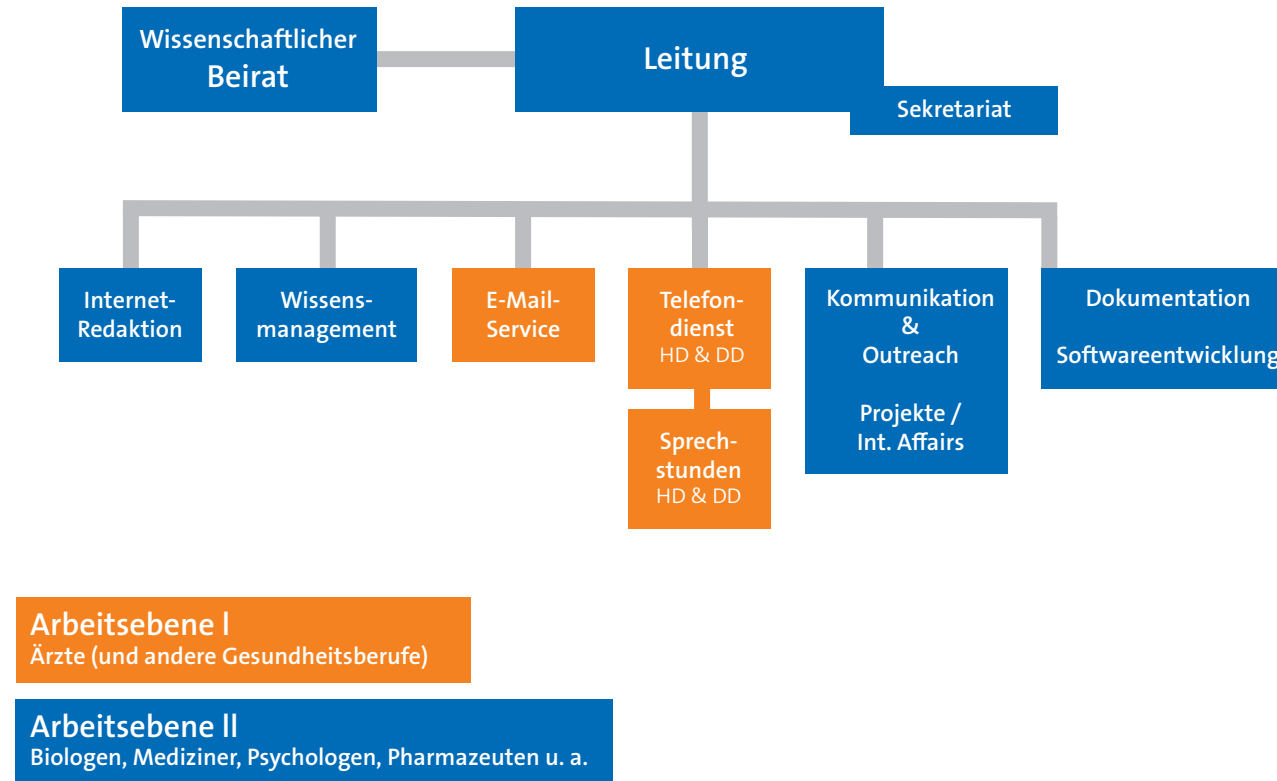 Wissenschaftlicher
Beirat
Leitung
Sekretariat
Internet-
Redaktion
Wissens-
management
E-Mail-
Service
Telefon-
dienst
HD & DD
Sprech-
stunden
HD & DD
Kommunikation
&
Outreach
Projekte /
Int. Affairs
Dokumentation
Softwareentwicklung
Arbeitsebene I
Ärzte (und andere Gesundheitsberufe)
Arbeitsebene II
Biologen, Mediziner, Psychologen, Pharmazeuten u. a.